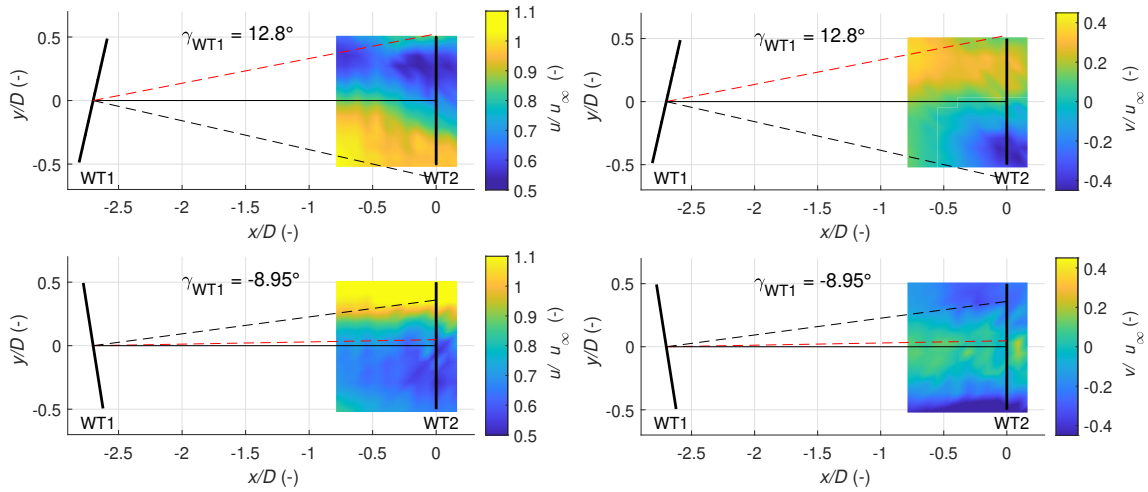 γWT1 = 12.8°
0.5
0
-0.5
y/D (-)
WT1
WT2
-2.5 -2 -1.5 -1 -0.5 0
x/D (-)
1.1
1
0.9
0.8
0.7
0.6
0.5
u/ u∞ (-)
γWT1 = 12.8°
0.5
0
-0.5
y/D (-)
WT1
WT2
-2.5 -2 -1.5 -1 -0.5 0
x/D (-)
0.4
0.2
0
-0.2
-0.4
v/ u∞ (-)
γWT1 = -8.95°
0.5
0
-0.5
y/D (-)
WT1
WT2
-2.5 -2 -1.5 -1 -0.5 0
x/D (-)
1.1
1
0.9
0.8
0.7
0.6
0.5
u/ u∞ (-)
γWT1 = -8.95°
0.5
0
-0.5
y/D (-)
WT1
WT2
-2.5 -2 -1.5 -1 -0.5 0
x/D (-)
0.4
0.2
0
-0.2
-0.4
v/ u∞ (-)